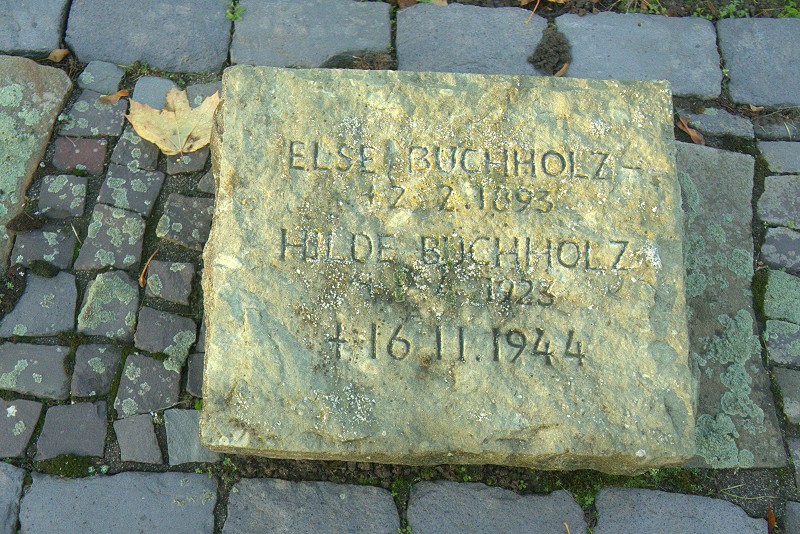 ELSE BUCHHOLZ -
2. 2. 1893
HILDE BUCHHOLZ
1923
+ 16.11.1944